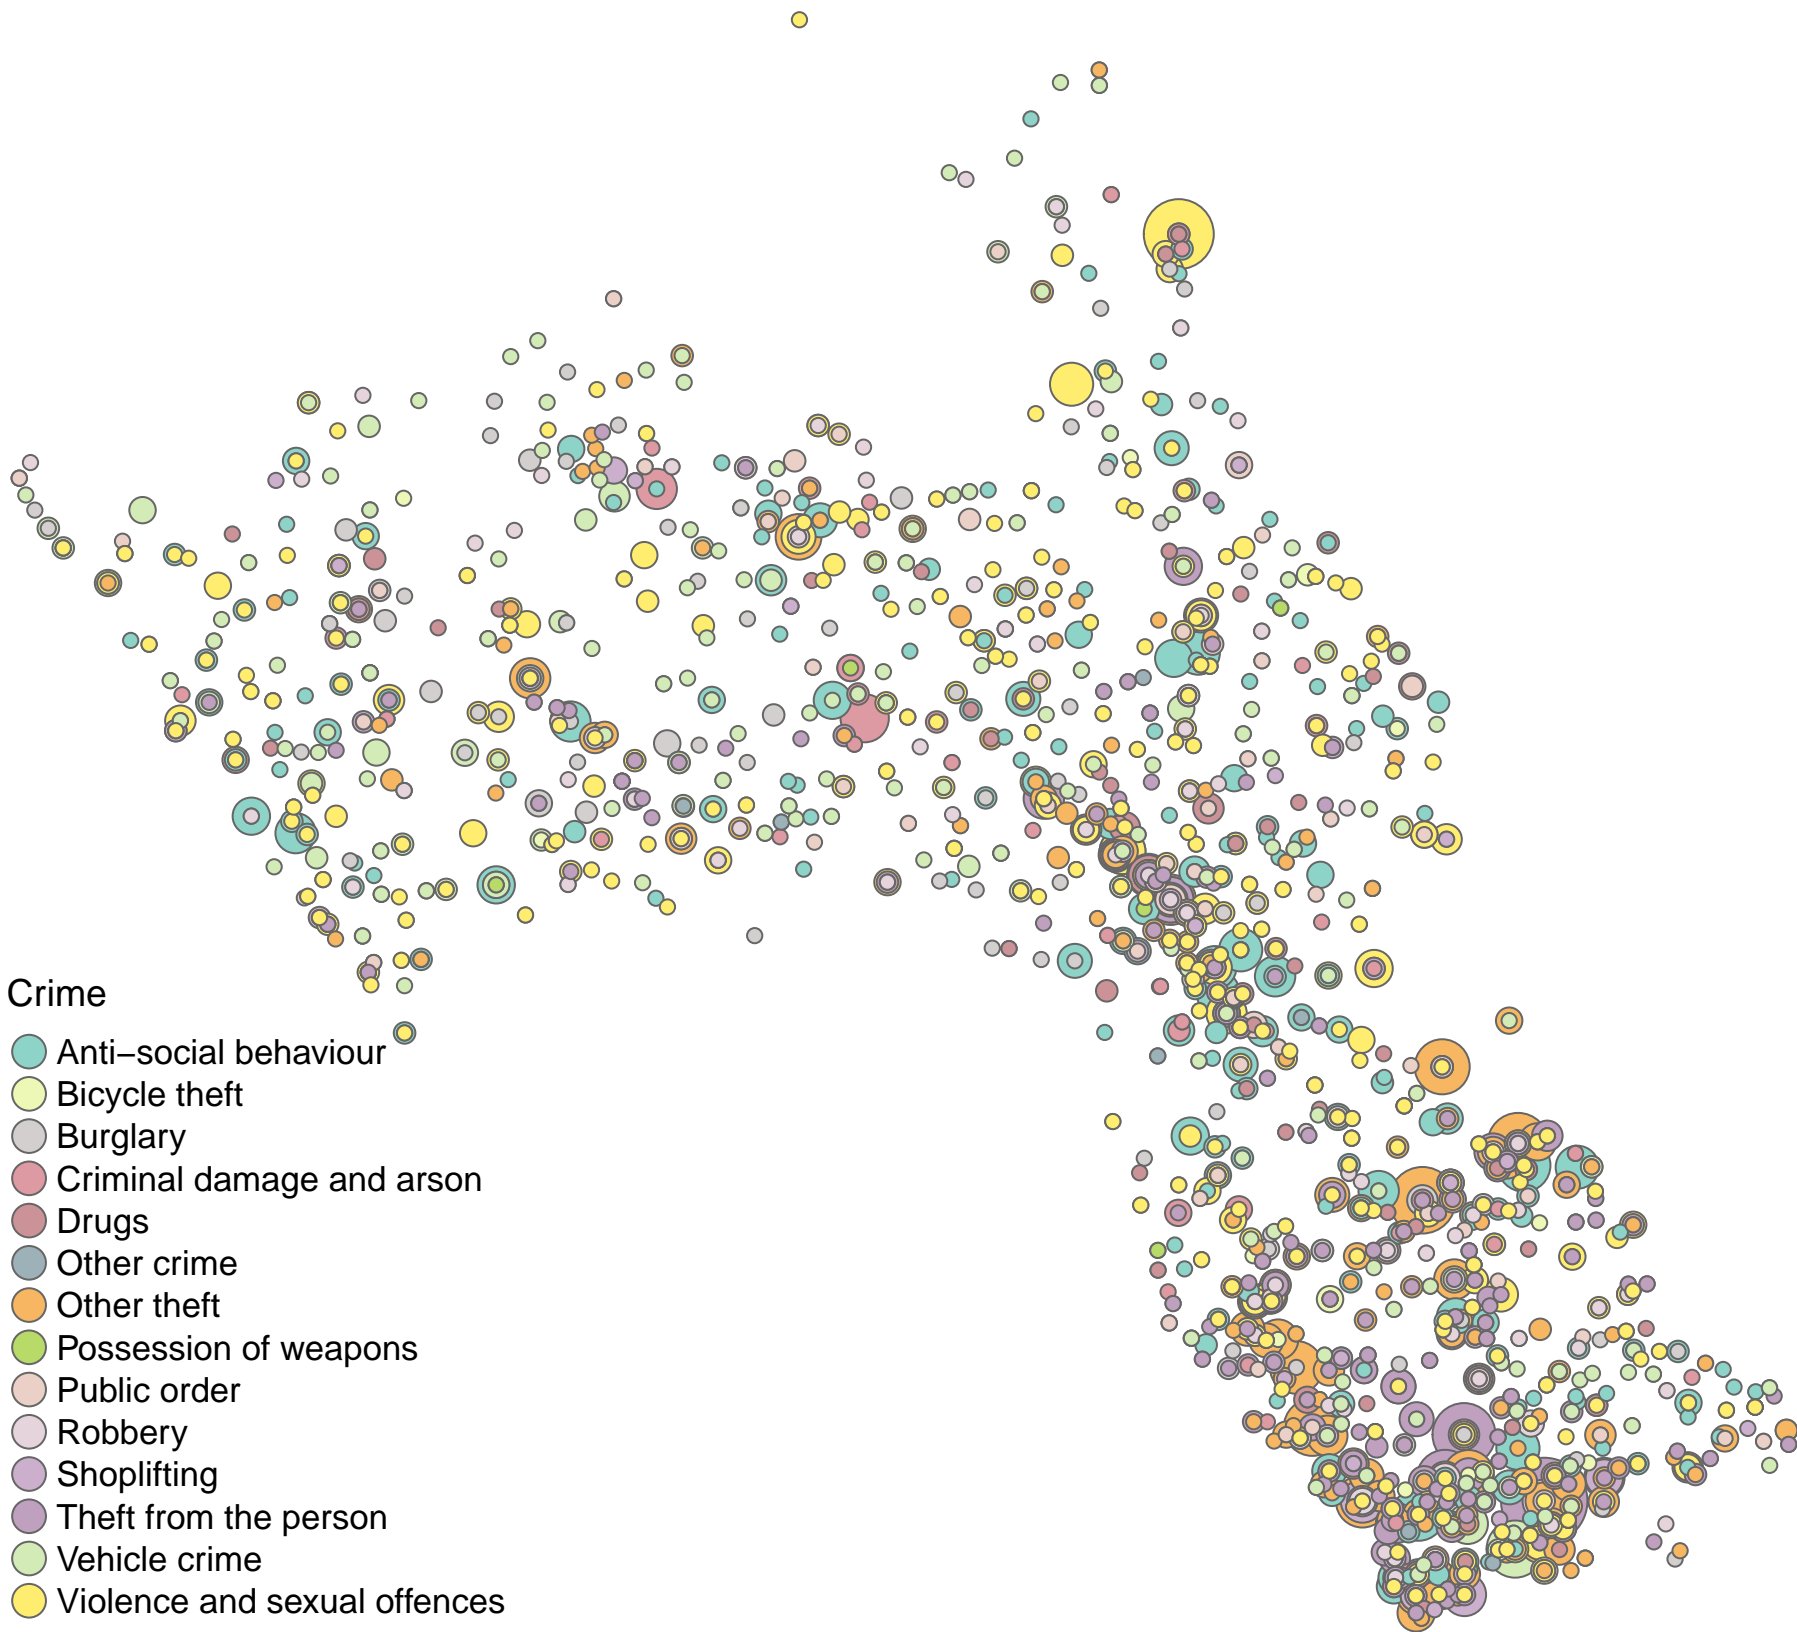 Crime
Anti−social behaviour
Bicycle theft
Burglary
Criminal damage and arson
Drugs
Other crime
Other theft
Possession of weapons
Public order
Robbery
Shoplifting
Theft from the person
Vehicle crime
Violence and sexual offences